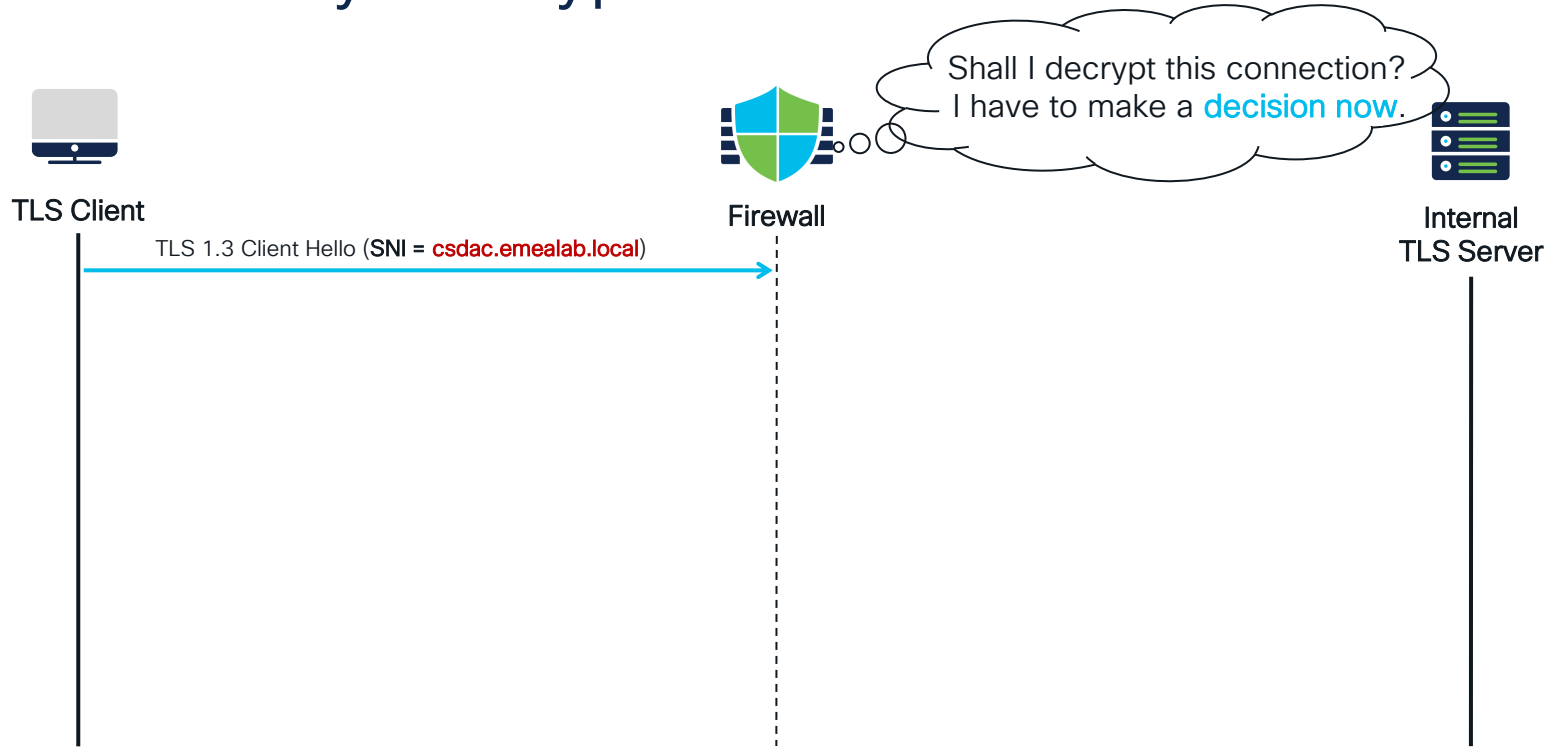 Shall I decrypt this connection?
I have to make a decision now.
TLS Client
Firewall
Internal
TLS Server
TLS 1.3 Client Hello (SNI = csdac.emealab.local)